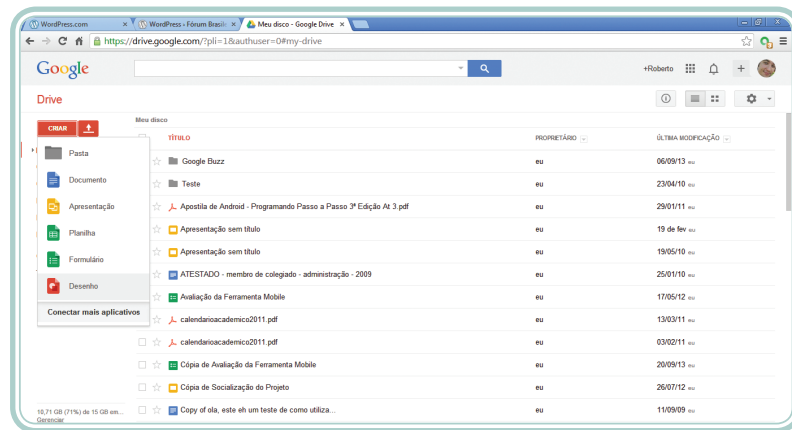 WordPress.com × WordPress › Fórum Brasile × Meu disco - Google Drive ×
https://drive.google.com/?pli=1&authuser=0#my-drive
Google +Roberto
Drive
Meu disco
CRIAR TÍTULO PROPRIETÁRIO ÚLTIMA MODIFICAÇÃO
Pasta Google Buzz eu 06/09/13 eu
Documento Teste eu 23/04/10 eu
Apresentação Apostila de Android - Programando Passo a Passo 3ª Edição At 3.pdf eu 29/01/11 eu
Planilha Apresentação sem título eu 19 de fev eu
Formulário Apresentação sem título eu 19/05/10 eu
Desenho ATESTADO - membro de colegiado - administração - 2009 eu 25/01/10 eu
Avaliação da Ferramenta Mobile eu 17/05/12 eu
Conectar mais aplicativos calendarioacademico2011.pdf eu 13/03/11 eu
calendarioacademico2011.pdf eu 03/02/11 eu
Cópia de Avaliação da Ferramenta Mobile eu 20/09/13 eu
Cópia de Socialização do Projeto eu 26/07/12 eu
10,71 GB (71%) de 15 GB em... Copy of ola, este eh um teste de como utiliza... eu 11/09/09 eu
Gerenciar